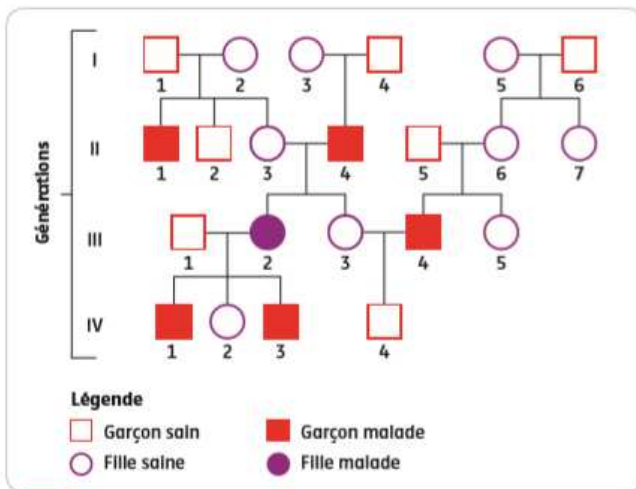 Générations
I
1 2 3 4 5 6
II
1 2 3 4 5 6 7
III
1 2 3 4 5
IV
1 2 3 4
Légende
Garçon sain Garçon malade
Fille saine Fille malade